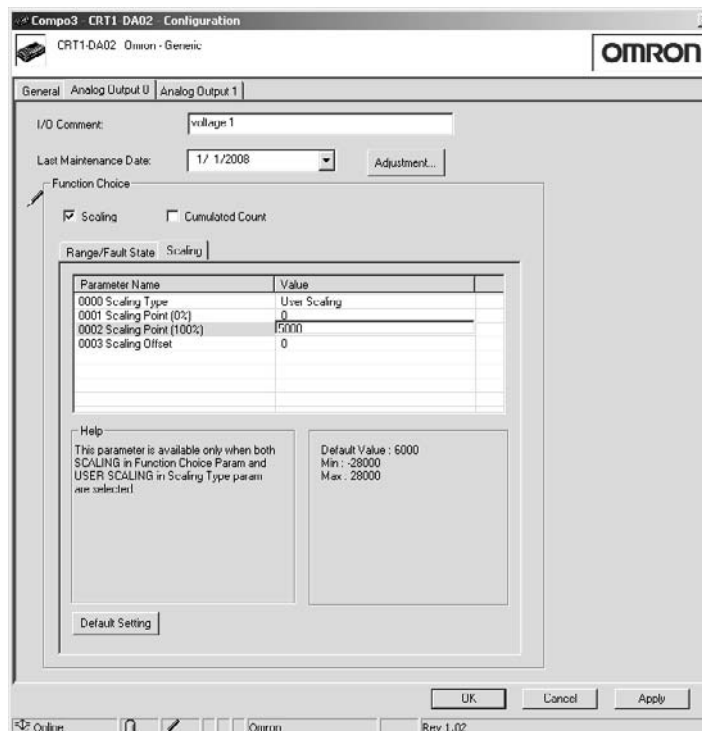 Compo3 - CRT1-DA02 - Configuration
CRT1-DA02 Omron - Generic
OMRON
General Analog Output 0 Analog Output 1
I/O Comment: voltage 1
Last Maintenance Date: 1/ 1/2008 Adjustment...
Function Choice
Scaling Cumulated Count
Range/Fault State Scaling
Parameter Name Value
0000 Scaling Type User Scaling
0001 Scaling Point (0%) 0
0002 Scaling Point (100%) 5000
0003 Scaling Offset 0
Help
This parameter is available only when both
SCALING in Function Choice Param and
USER SCALING in Scaling Type param
are selected
Default Value : 6000
Min : -28000
Max : 28000
Default Setting
OK Cancel Apply
Online Omron Rev 1.02